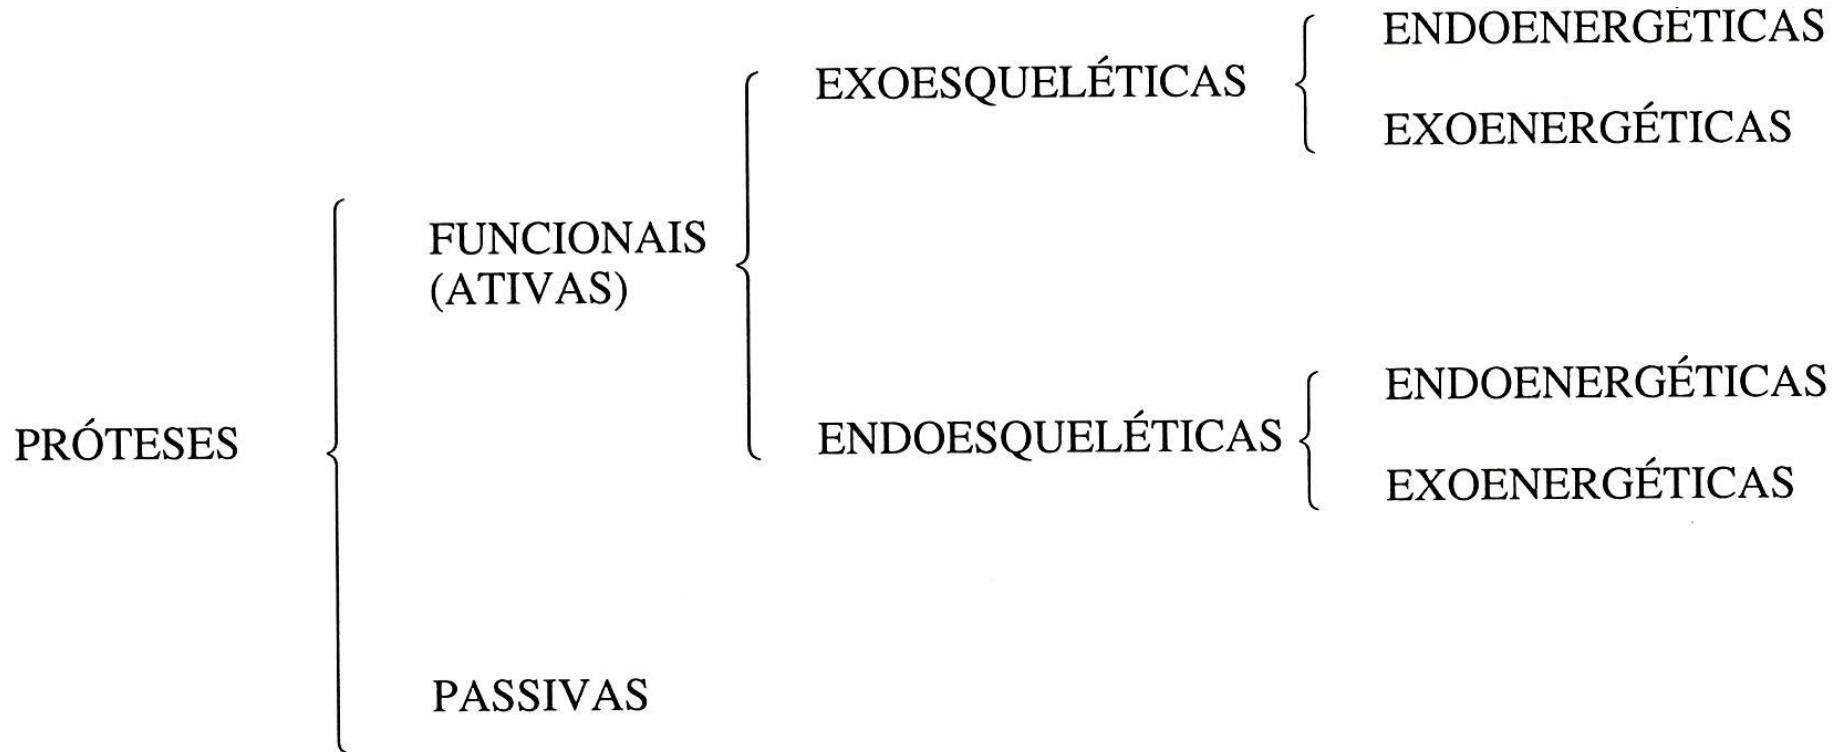 PRÓTESES
FUNCIONAIS
(ATIVAS)
EXOESQUELÉTICAS
ENDOENERGÉTICAS
EXOENERGÉTICAS
ENDOESQUELÉTICAS
ENDOENERGÉTICAS
EXOENERGÉTICAS
PASSIVAS